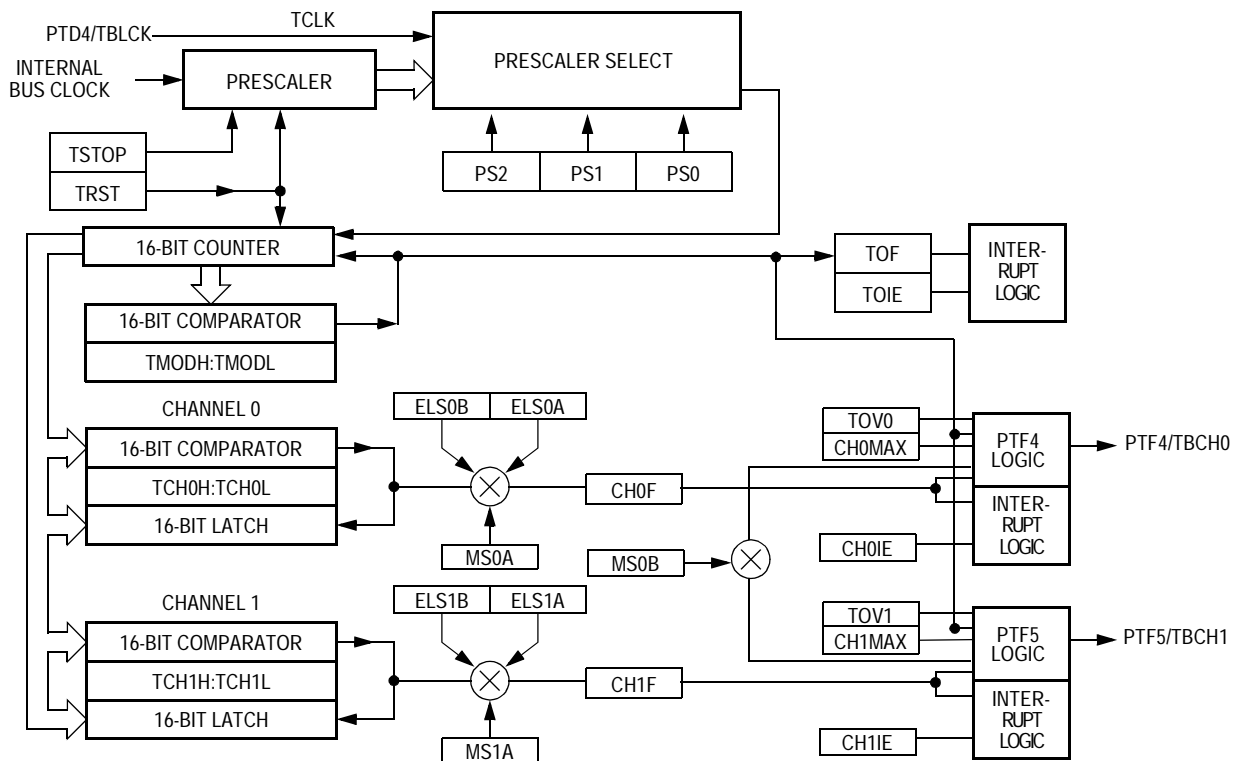 TCLK
PTD4/TBLCK
PRESCALER SELECT
INTERNAL
BUS CLOCK
PRESCALER
TSTOP
TRST
PS2
PS1
PS0
16-BIT COUNTER
TOF
TOIE
INTER-
RUPT
LOGIC
16-BIT COMPARATOR
TMODH:TMODL
CHANNEL 0
ELS0B
ELS0A
TOV0
CH0MAX
PTF4
LOGIC
PTF4/TBCH0
16-BIT COMPARATOR
TCH0H:TCH0L
16-BIT LATCH
CH0F
MS0A
MS0B
CH0IE
INTER-
RUPT
LOGIC
CHANNEL 1
ELS1B
ELS1A
TOV1
CH1MAX
PTF5
LOGIC
PTF5/TBCH1
16-BIT COMPARATOR
TCH1H:TCH1L
16-BIT LATCH
CH1F
MS1A
CH1IE
INTER-
RUPT
LOGIC